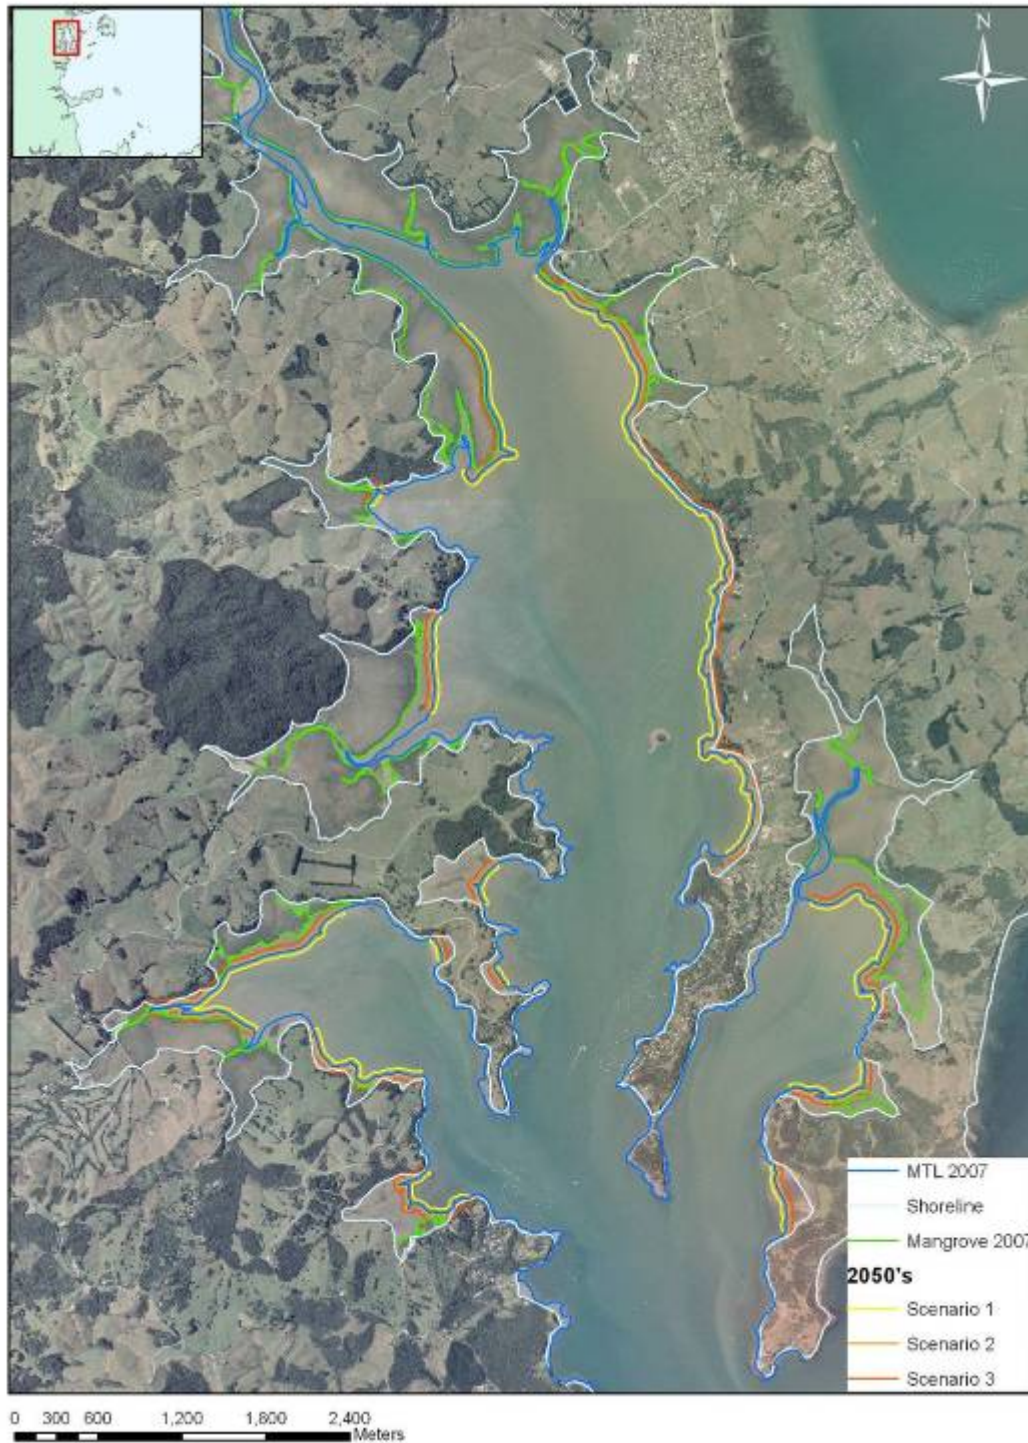 N
MTL 2007
Shoreline
Mangrove 2007
2050's
Scenario 1
Scenario 2
Scenario 3
0 300 600 1,200 1,800 2,400
Meters